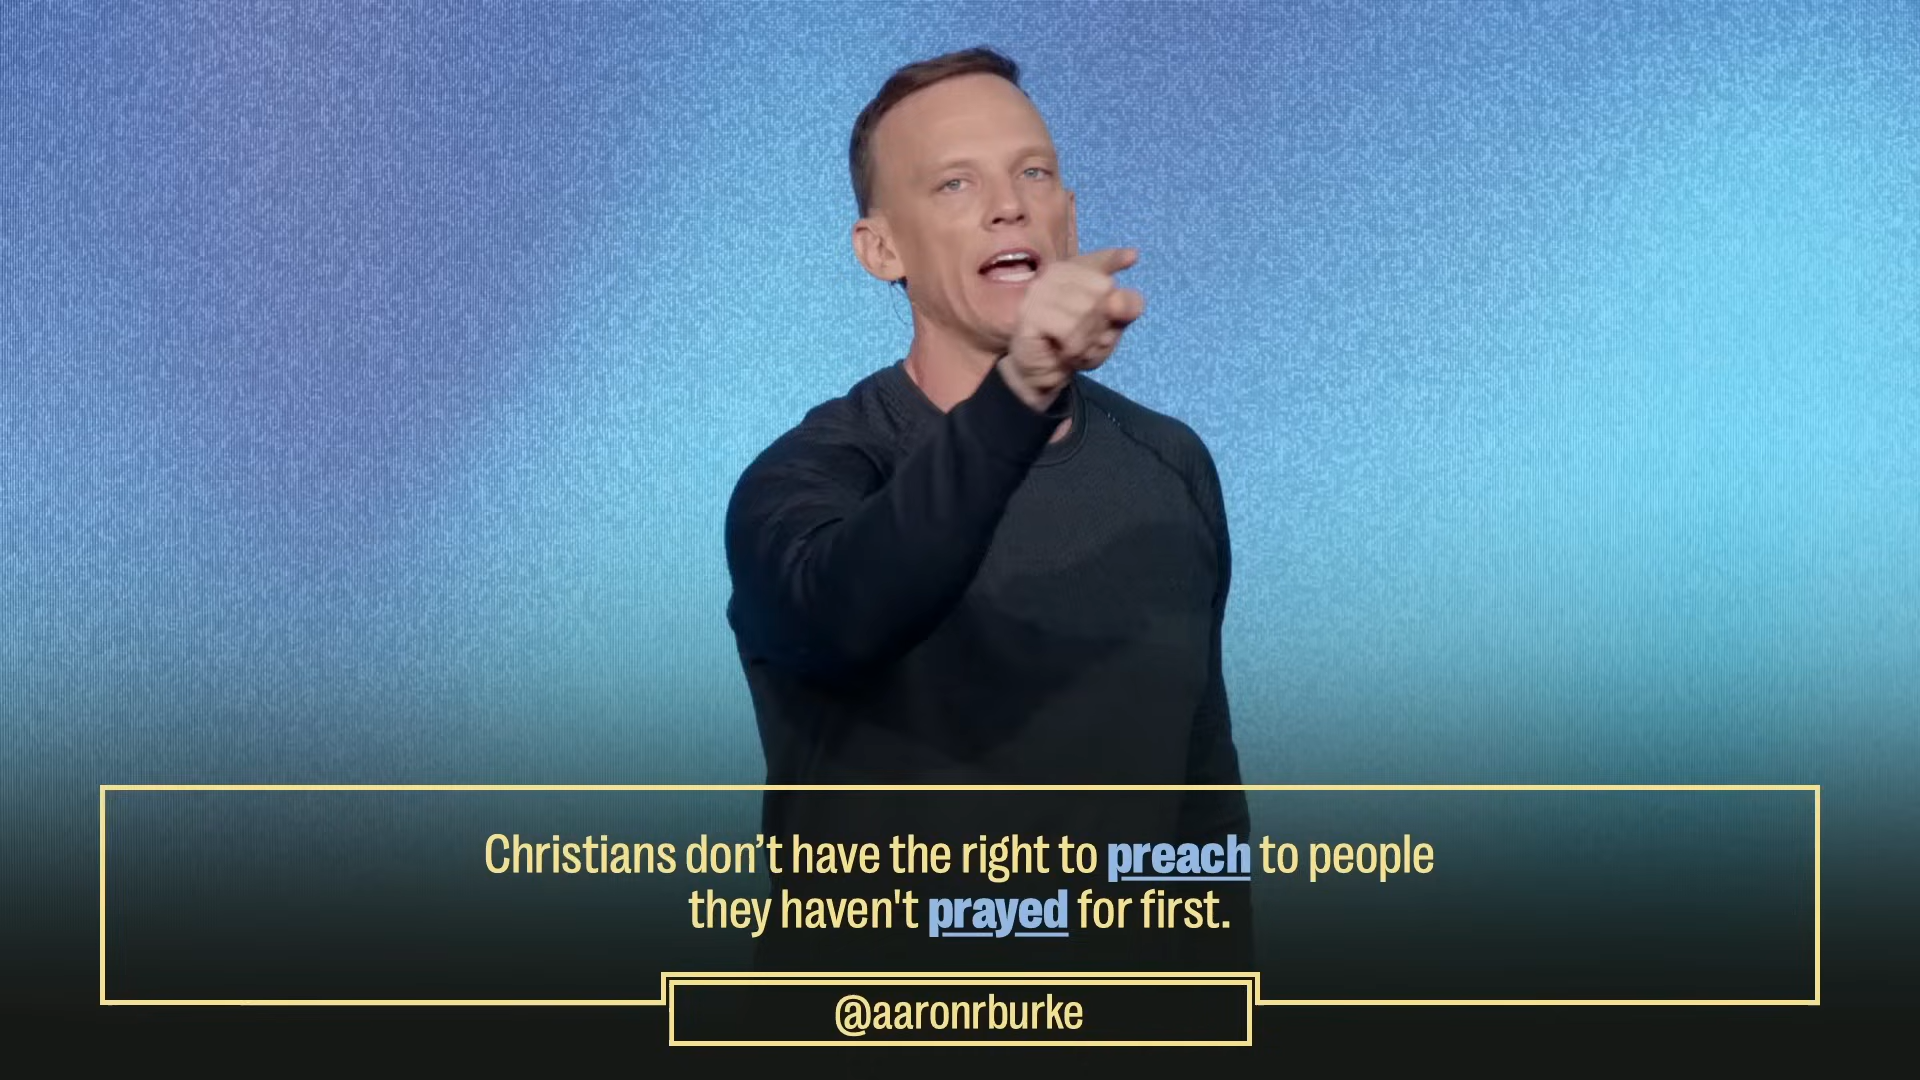 Christians don’t have the right to preach to people
they haven't prayed for first.
@aaronrburke